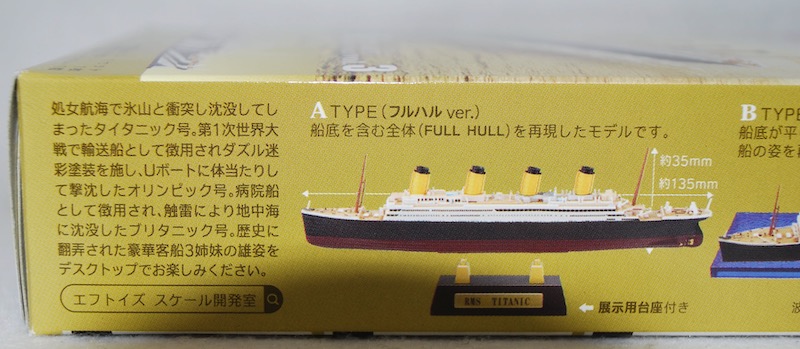 処女航海で氷山と衝突し沈没してし
まったタイタニック号。第1次世界大
戦で輸送船として徴用されダズル迷
彩塗装を施し、Uボートに体当たりし
て撃沈したオリンピック号。病院船
として徴用され、触雷により地中海
に沈没したブリタニック号。歴史に
翻弄された豪華客船3姉妹の雄姿を
デスクトップでお楽しみください。
エフトイズ スケール開発室
A TYPE(フルハル ver.)
船底を含む全体(FULL HULL)を再現したモデルです。
約35mm
約135mm
RMS TITANIC
← 展示用台座付き
B TYPE
船底が平
船の姿を